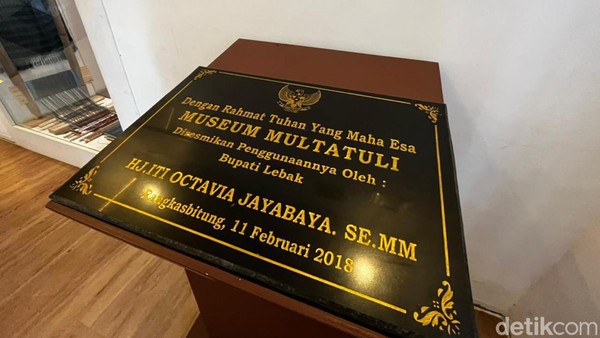 Dengan Rahmat Tuhan Yang Maha Esa
MUSEUM MULTATULI
Diresmikan Penggunaannya Oleh :
Bupati Lebak
HJ.ITI OCTAVIA JAYABAYA. SE.MM
Rangkasbitung, 11 Februari 2018
detikcom